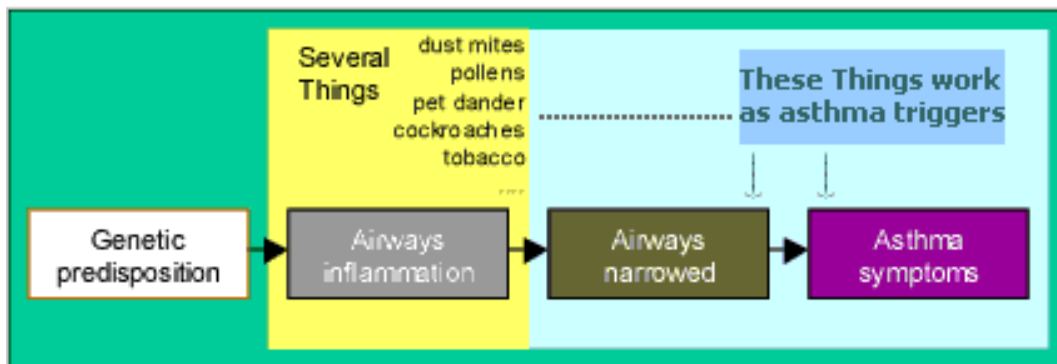 Several
Things
dust mites
pollens
pet dander
cockroaches
tobacco
....
These Things work
as asthma triggers
Genetic
predisposition
Airways
inflammation
Airways
narrowed
Asthma
symptoms